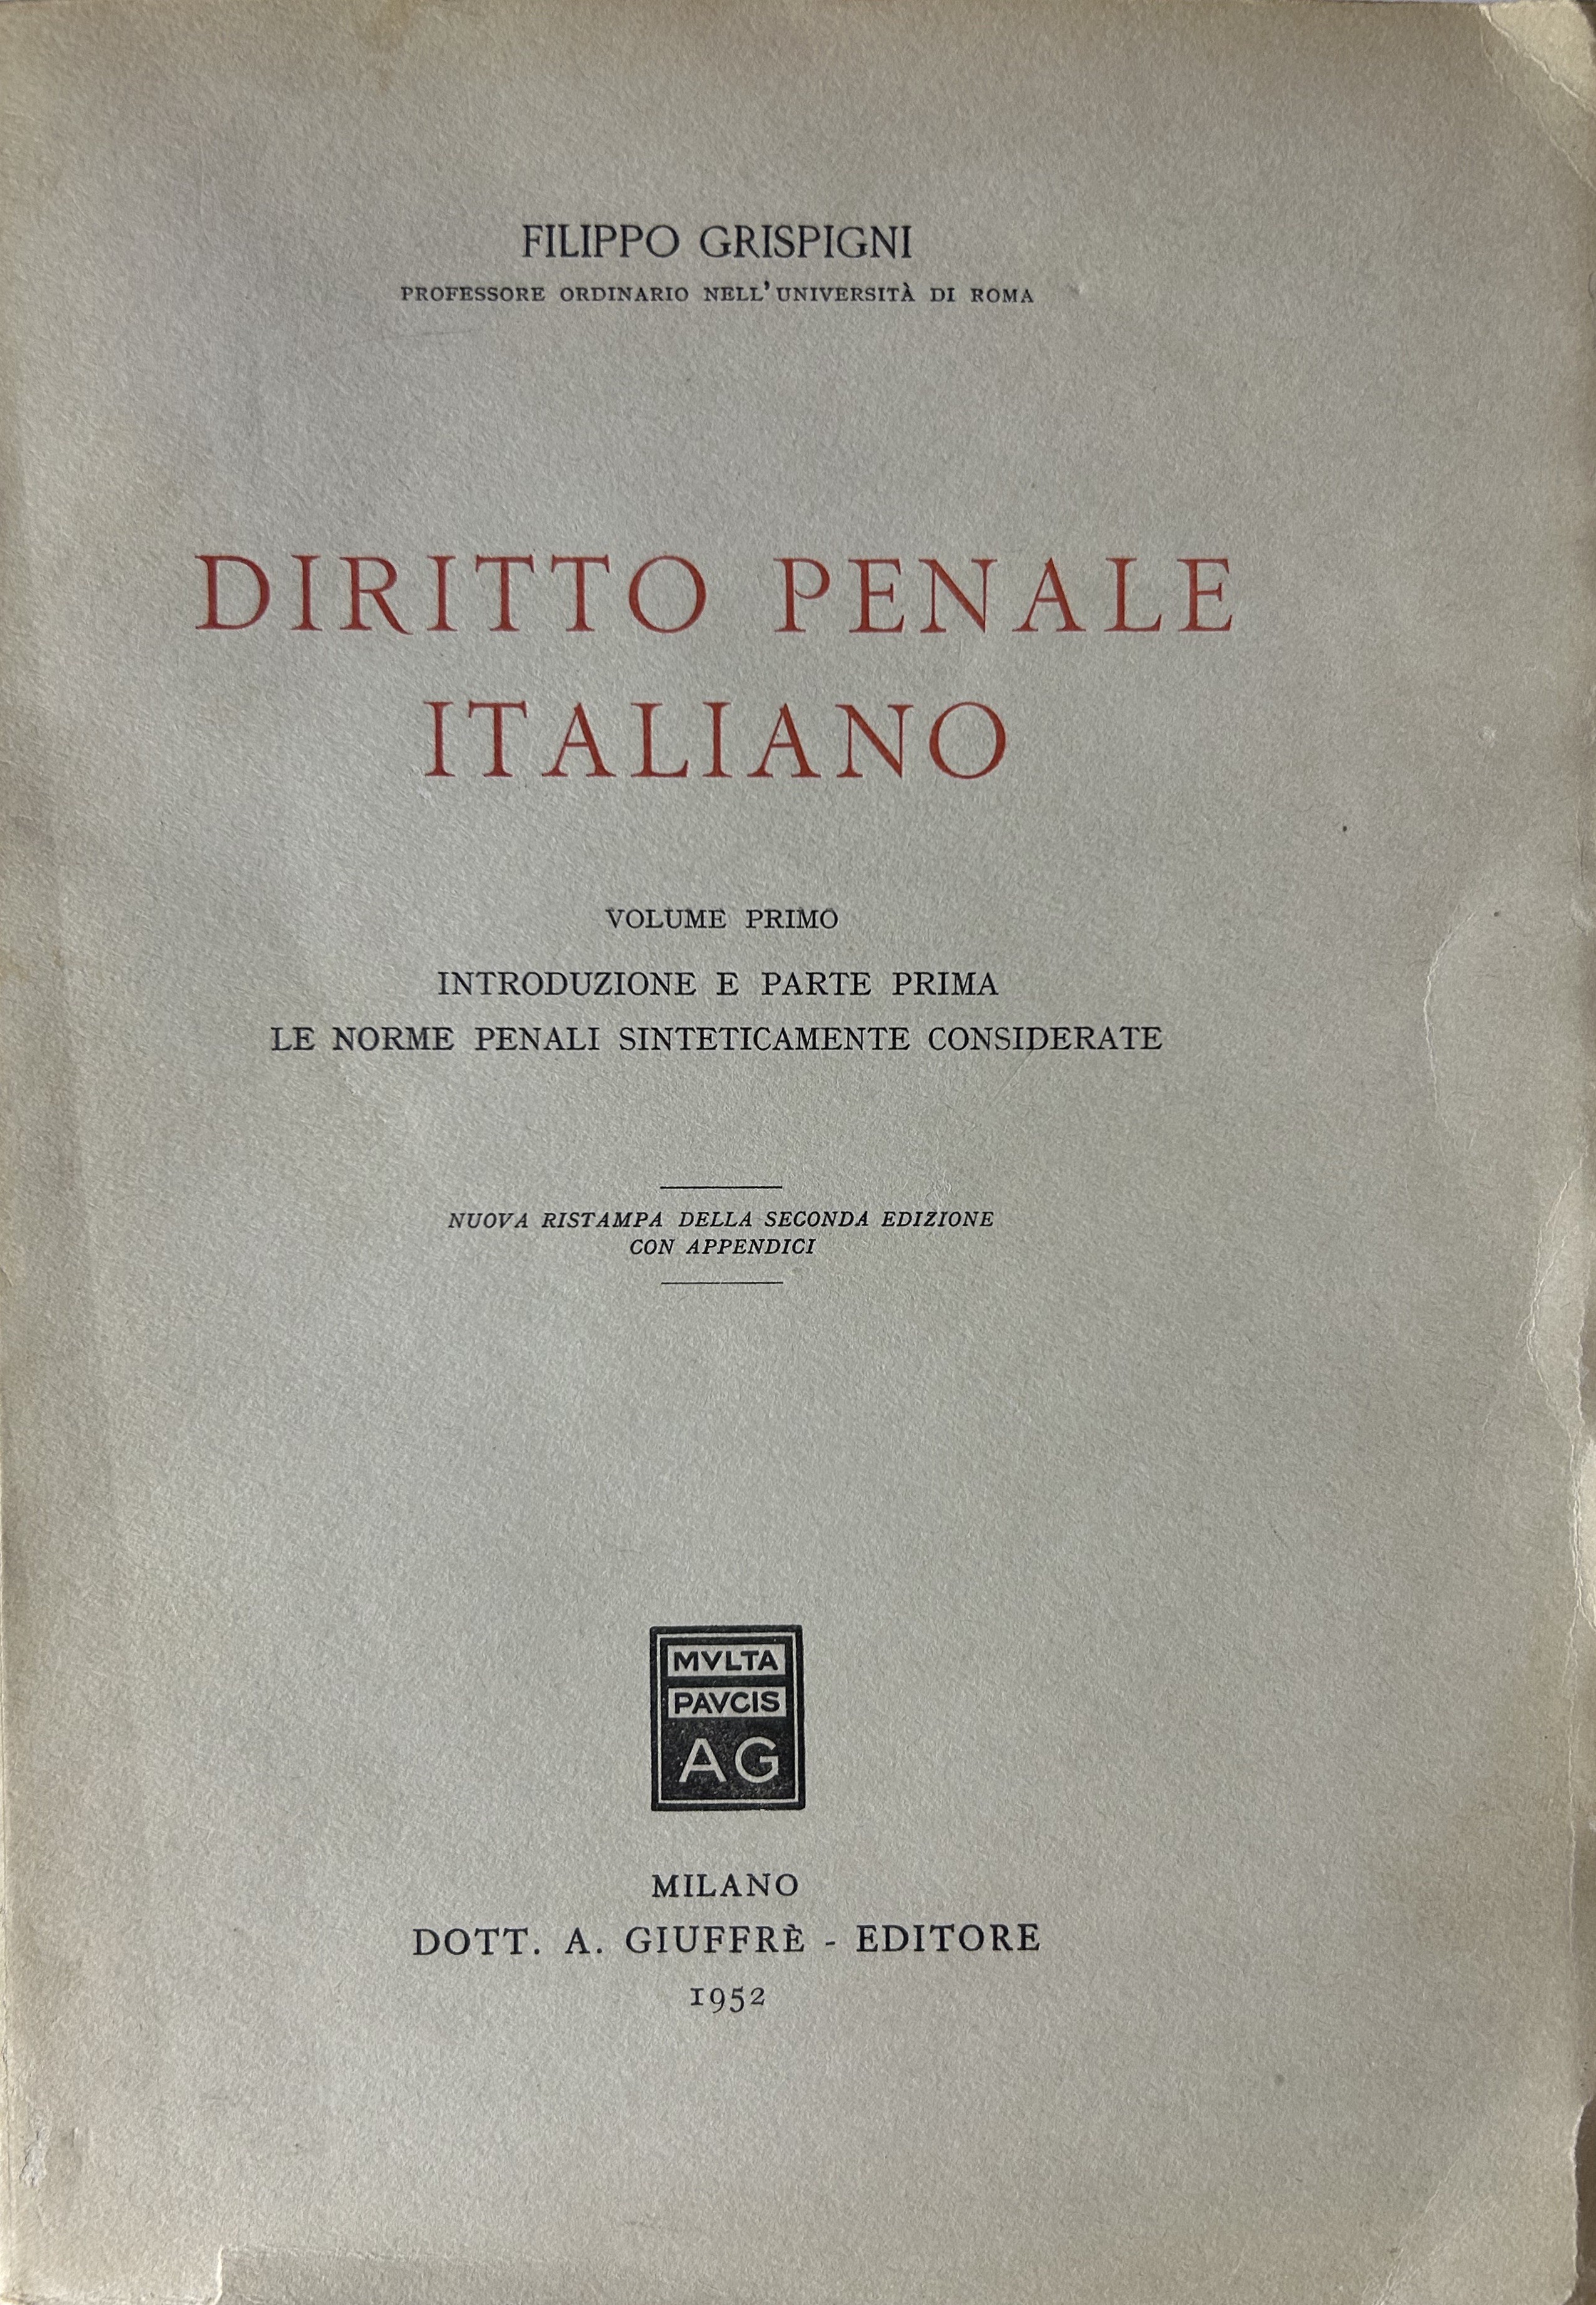 FILIPPO GRISPIGNI
PROFESSORE ORDINARIO NELL'UNIVERSITÀ DI ROMA
DIRITTO PENALE
ITALIANO
VOLUME PRIMO
INTRODUZIONE E PARTE PRIMA
LE NORME PENALI SINTETICAMENTE CONSIDERATE
NUOVA RISTAMPA DELLA SECONDA EDIZIONE
CON APPENDICI
MVLTA
PAVCIS
AG
MILANO
DOTT. A. GIUFFRÈ - EDITORE
1952